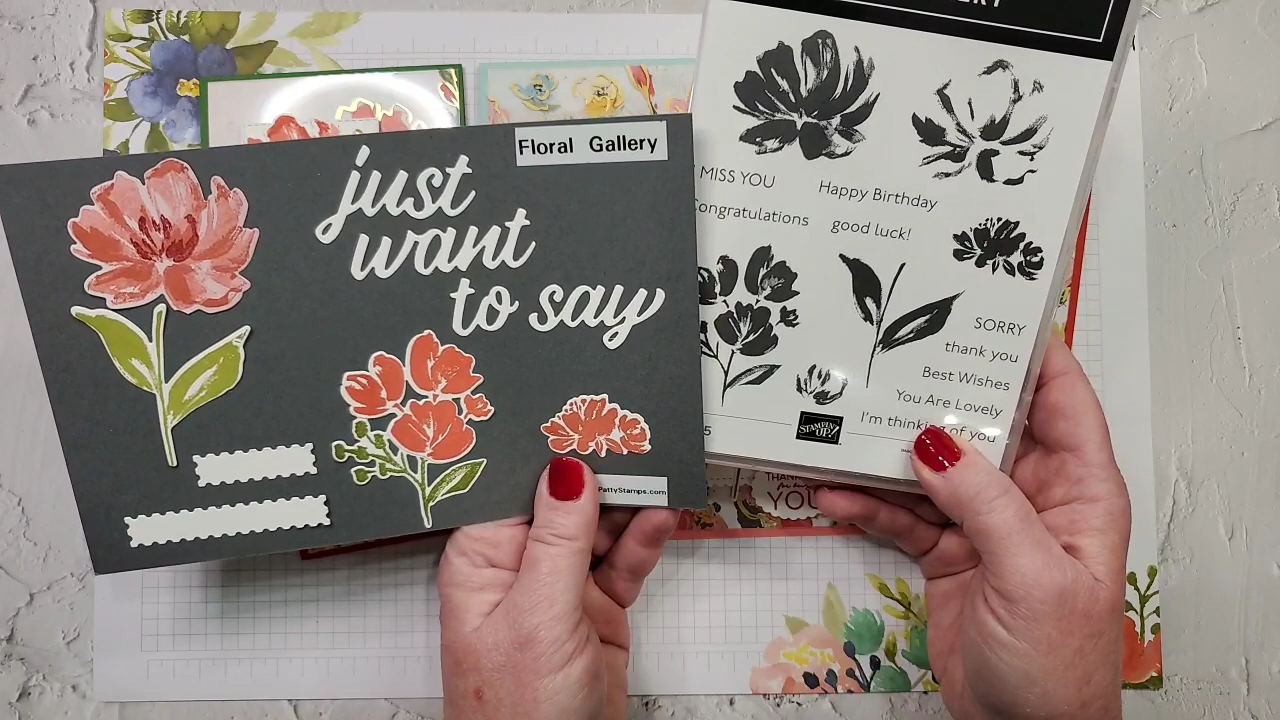 Floral Gallery
just
want
to say
PattyStamps.com
MISS YOU
Happy Birthday
Congratulations
good luck!
SORRY
thank you
Best Wishes
You Are Lovely
I'm thinking of you
STAMPIN' UP!
5
YOU